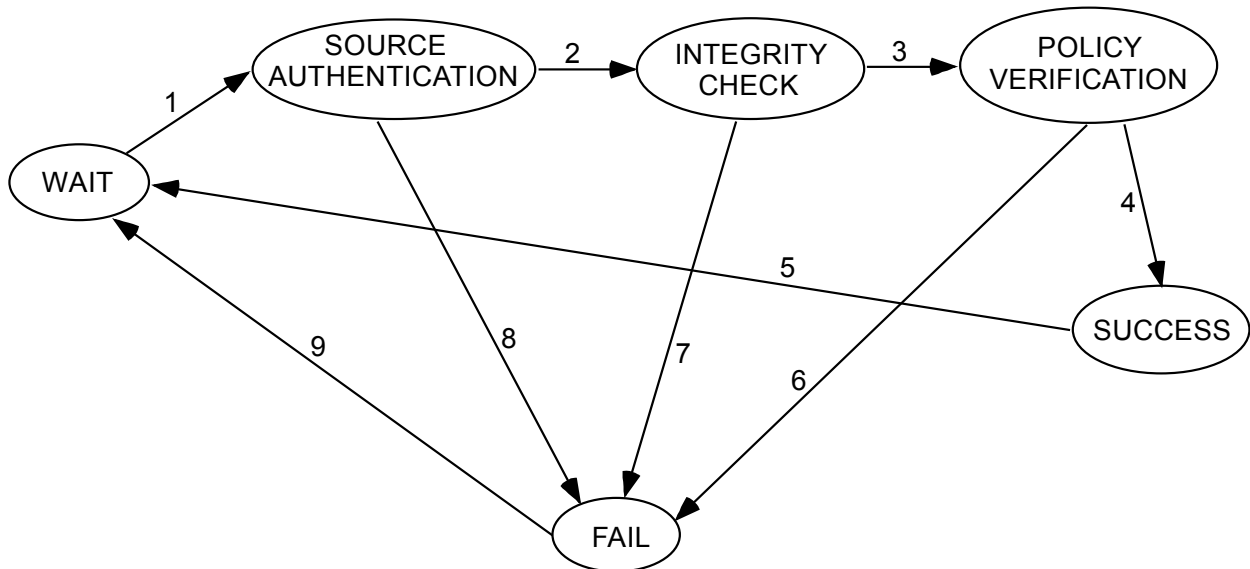 SOURCE
AUTHENTICATION
2
INTEGRITY
CHECK
3
POLICY
VERIFICATION
1
WAIT
4
5
SUCCESS
8
7
9
6
FAIL